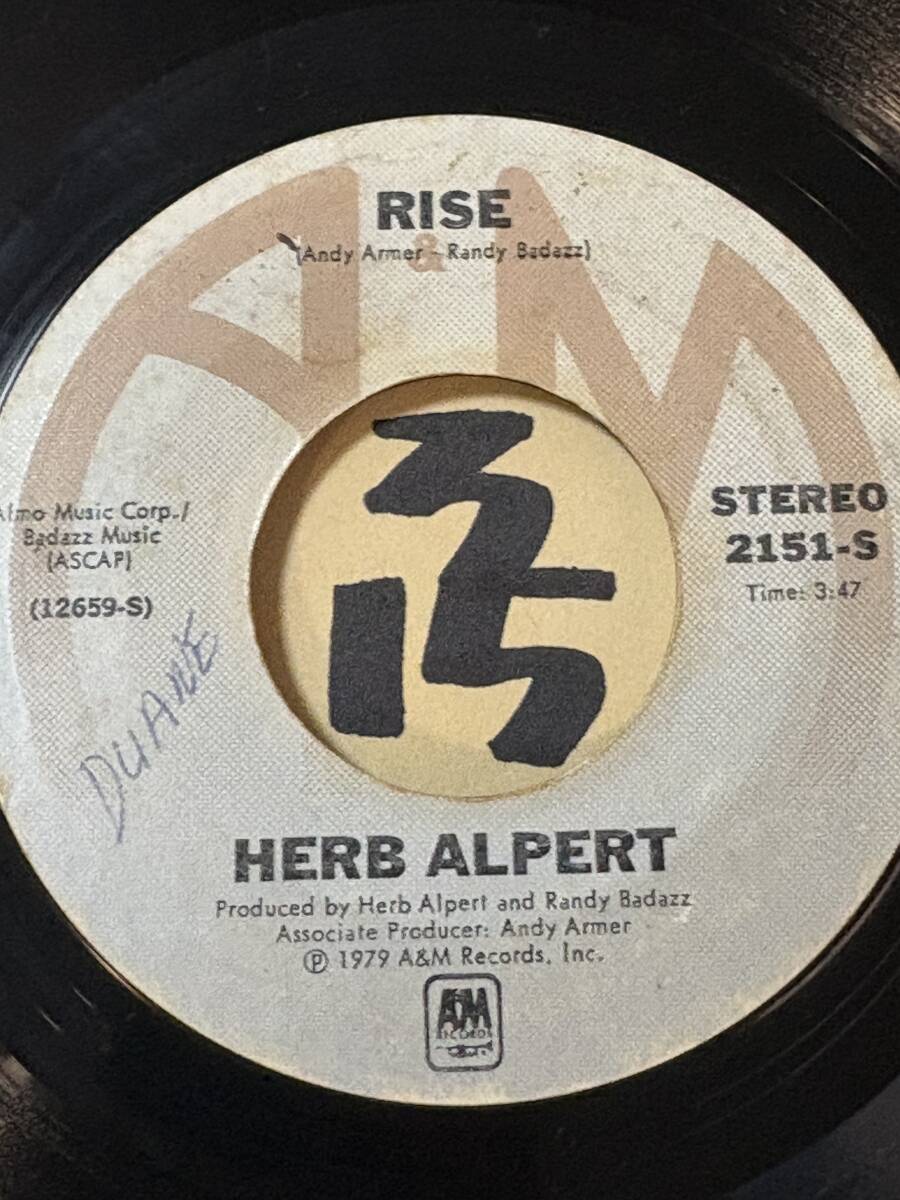 RISE
(Andy Armer - Randy Badazz)
A & M
Almo Music Corp./
Badazz Music
(ASCAP)
(12659-S)
DUANE
STEREO
2151-S
Time: 3:47
HERB ALPERT
Produced by Herb Alpert and Randy Badazz
Associate Producer: Andy Armer
℗ 1979 A&M Records, Inc.
A&M
RECORDS